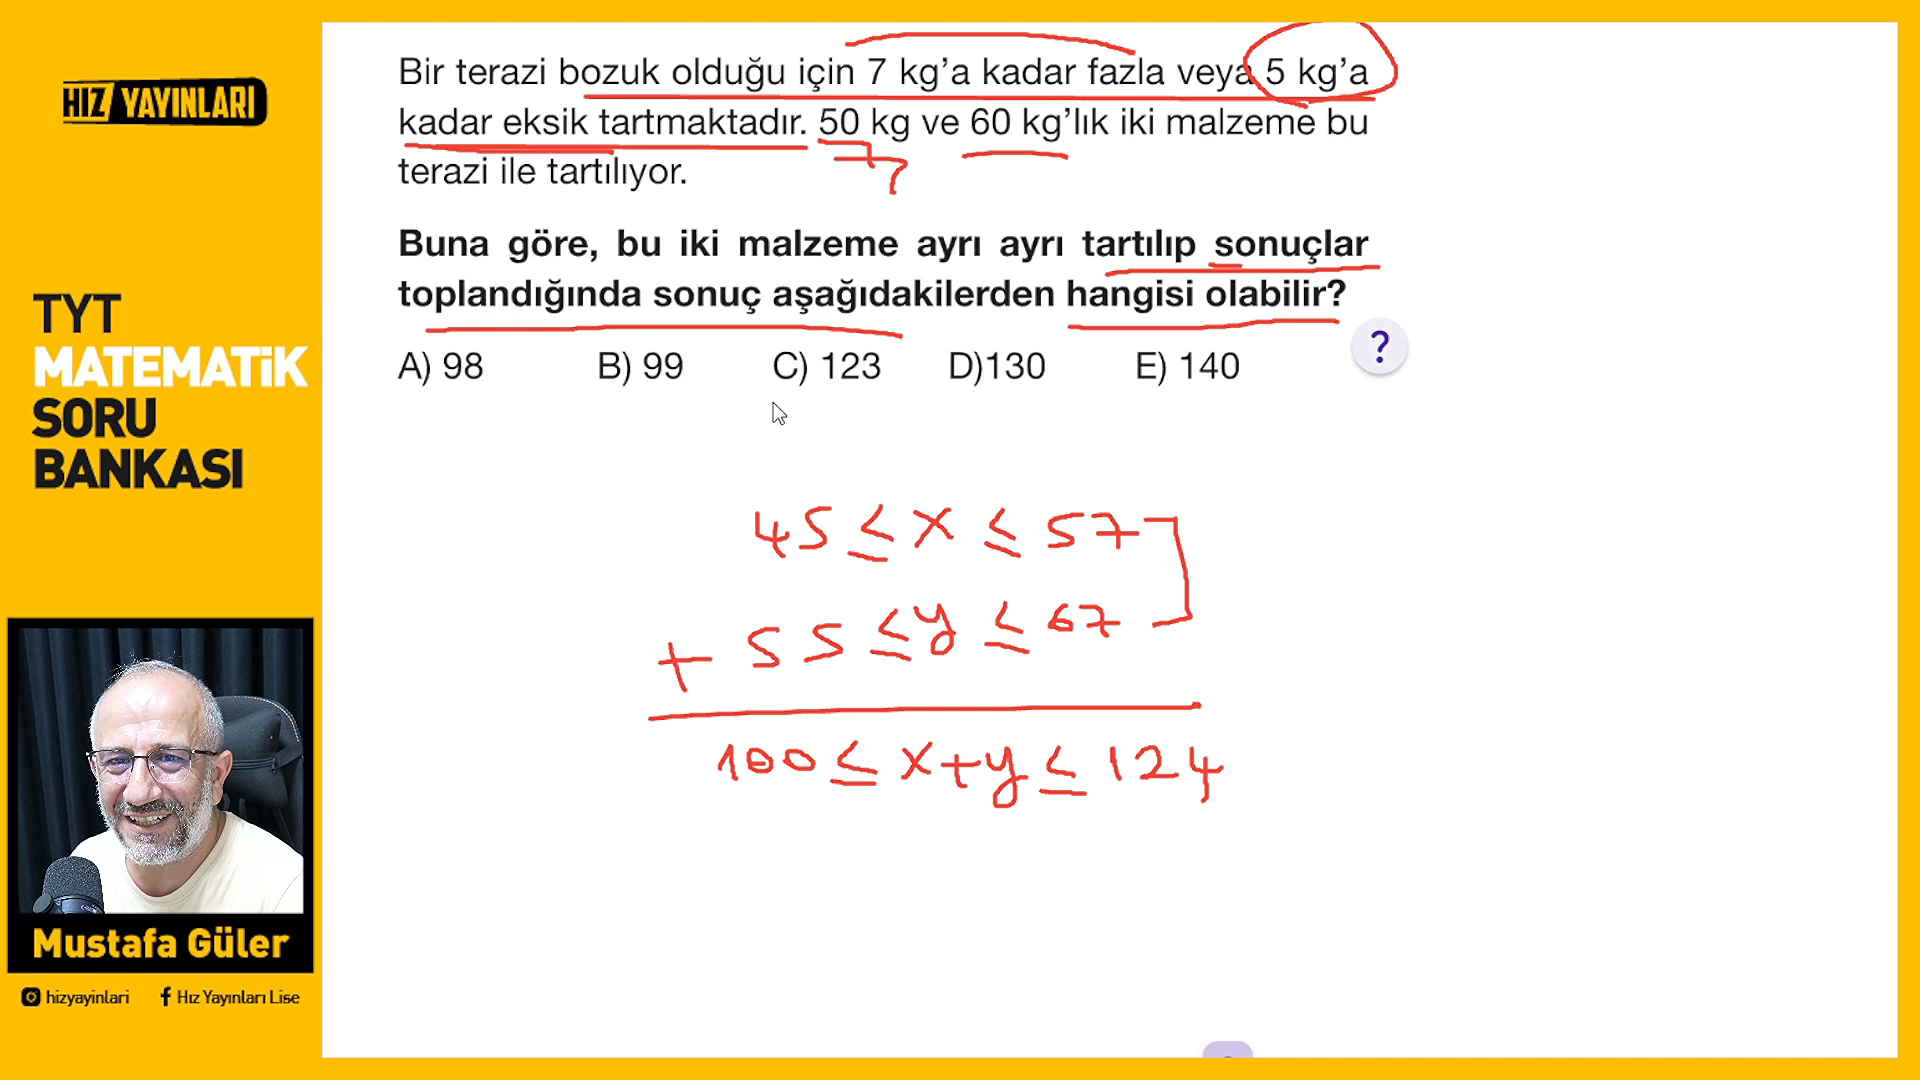 HIZ YAYINLARI
TYT
MATEMATİK
SORU
BANKASI
Mustafa Güler
hizyayinlari
Hız Yayınları Lise
Bir terazi bozuk olduğu için 7 kg’a kadar fazla veya 5 kg’a
kadar eksik tartmaktadır. 50 kg ve 60 kg’lık iki malzeme bu
terazi ile tartılıyor.
7
Buna göre, bu iki malzeme ayrı ayrı tartılıp sonuçlar
toplandığında sonuç aşağıdakilerden hangisi olabilir?
A) 98 B) 99 C) 123 D)130 E) 140
?
45 ≤ x ≤ 57
+ 55 ≤ y ≤ 67
100 ≤ x+y ≤ 124